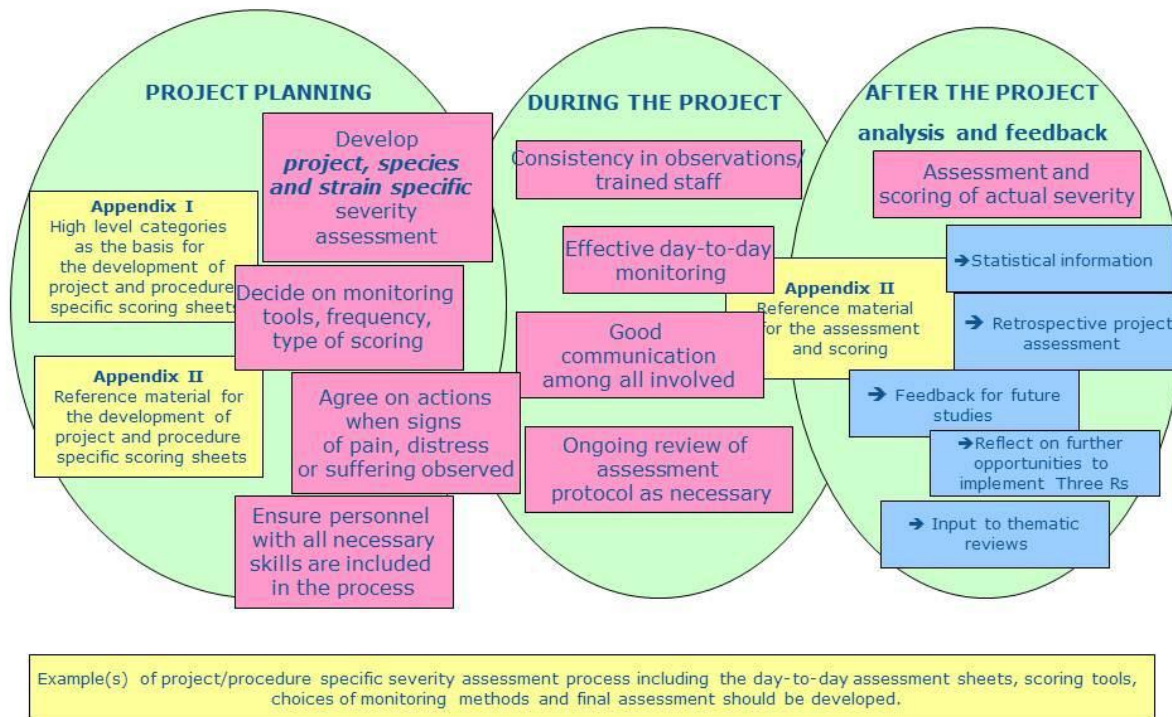 PROJECT PLANNING
Develop
project, species
and strain specific
severity
assessment
Appendix I
High level categories
as the basis for
the development of
project and procedure
specific scoring sheets
Decide on monitoring
tools, frequency,
type of scoring
Appendix II
Reference material for
the development of
project and procedure
specific scoring sheets
Agree on actions
when signs
of pain, distress
or suffering observed
Ensure personnel
with all necessary
skills are included
in the process
DURING THE PROJECT
Consistency in observations/
trained staff
Effective day-to-day
monitoring
Good
communication
among all involved
Ongoing review of
assessment
protocol as necessary
AFTER THE PROJECT
analysis and feedback
Assessment and
scoring of actual severity
Appendix II
Reference material
for the assessment
and scoring
➔Statistical information
➔ Retrospective project
assessment
➔ Feedback for future
studies
➔Reflect on further
opportunities to
implement Three Rs
➔ Input to thematic
reviews
Example(s) of project/procedure specific severity assessment process including the day-to-day assessment sheets, scoring tools,
choices of monitoring methods and final assessment should be developed.